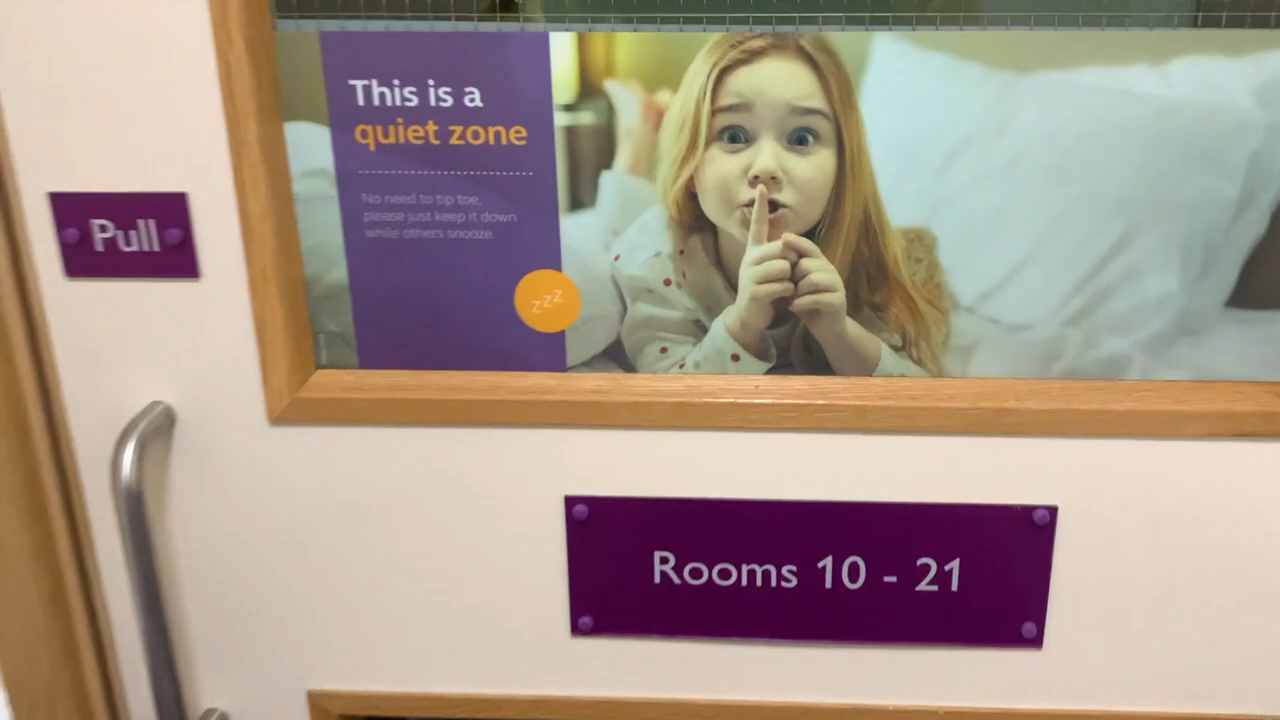 This is a
quiet zone
No need to tip toe,
please just keep it down
while others snooze.
zzz
Pull
Rooms 10 - 21